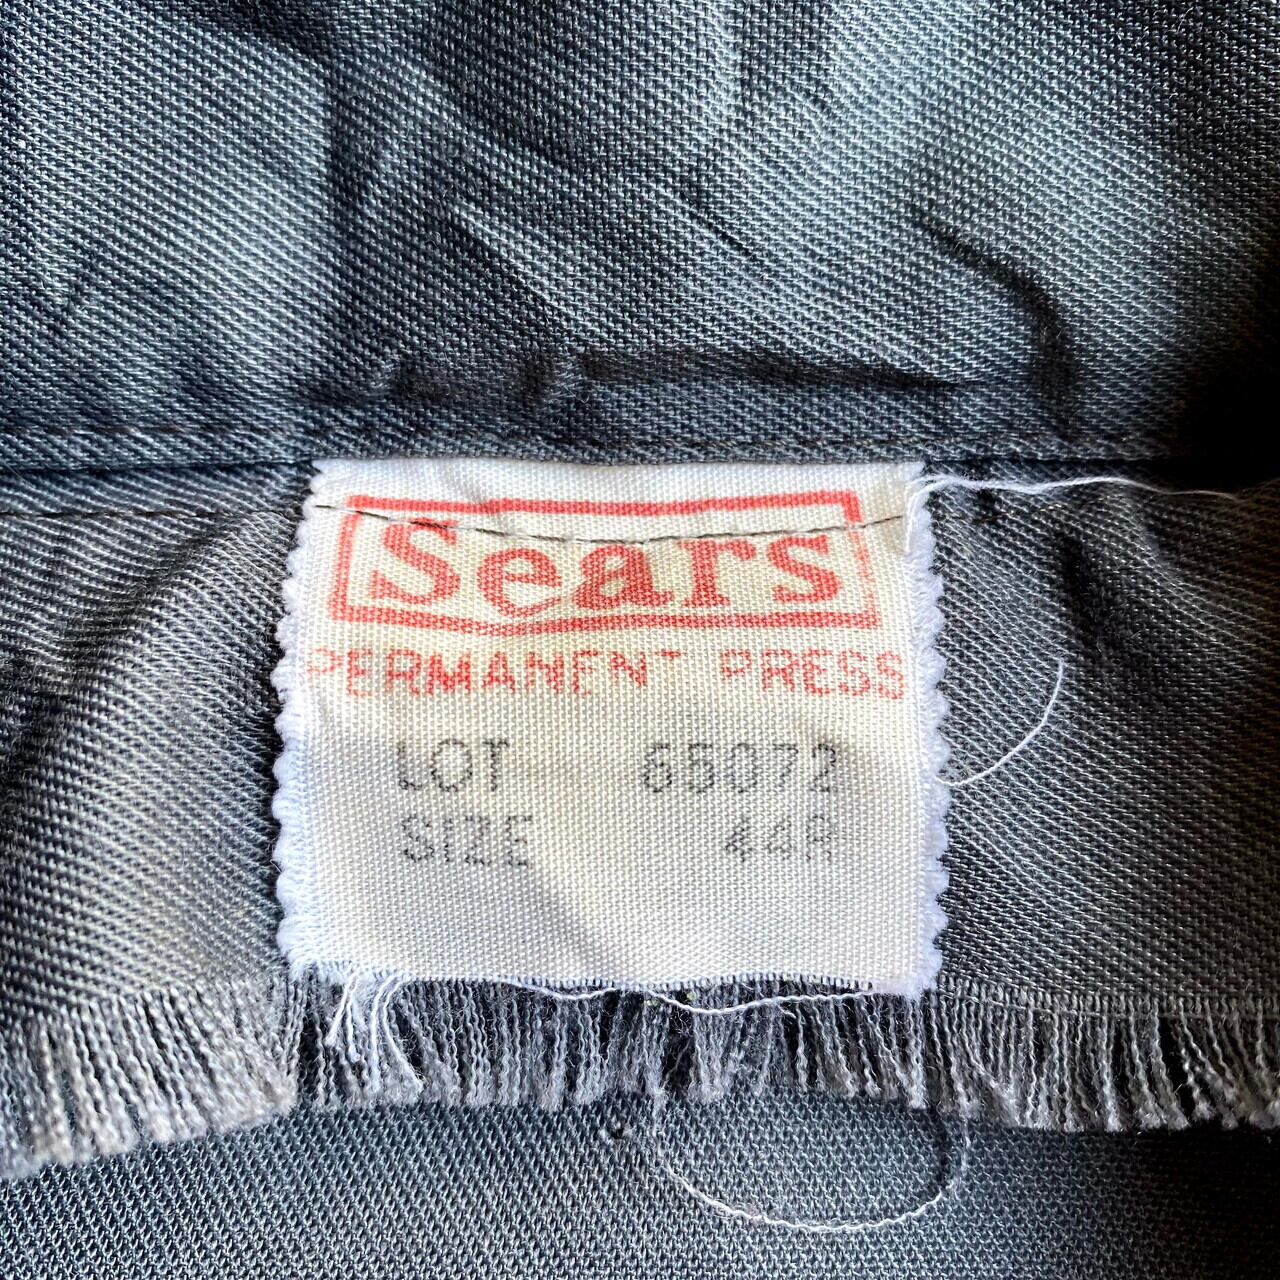 Sears
PERMANENT PRESS
LOT 65072
SIZE 44R